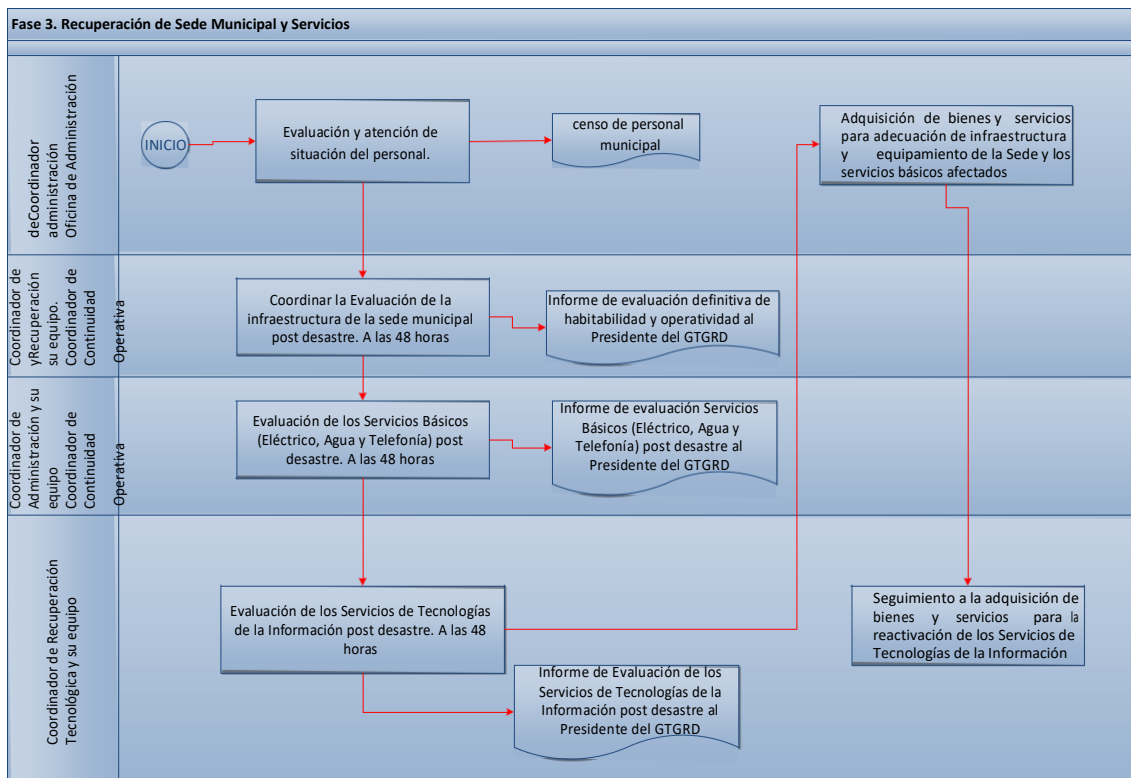 Fase 3. Recuperación de Sede Municipal y Servicios
deCoordinador
administración
Oficina de Administración
INICIO
Evaluación y atención de
situación del personal.
censo de personal
municipal
Adquisición de bienes y servicios
para adecuación de infraestructura
y equipamiento de la Sede y los
servicios básicos afectados
Coordinador de
yRecuperación
su equipo.
Coordinador de
Continuidad
Operativa
Coordinar la Evaluación de la
infraestructura de la sede municipal
post desastre. A las 48 horas
Informe de evaluación definitiva de
habitabilidad y operatividad al
Presidente del GTGRD
Coordinador de
Administración y su
equipo
Coordinador de
Continuidad
Operativa
Evaluación de los Servicios Básicos
(Eléctrico, Agua y Telefonía) post
desastre. A las 48 horas
Informe de evaluación Servicios
Básicos (Eléctrico, Agua y
Telefonía) post desastre al
Presidente del GTGRD
Coordinador de Recuperación
Tecnológica y su equipo
Evaluación de los Servicios de Tecnologías
de la Información post desastre. A las 48
horas
Informe de Evaluación de los
Servicios de Tecnologías de la
Información post desastre al
Presidente del GTGRD
Seguimiento a la adquisición de
bienes y servicios para la
reactivación de los Servicios de
Tecnologías de la Información